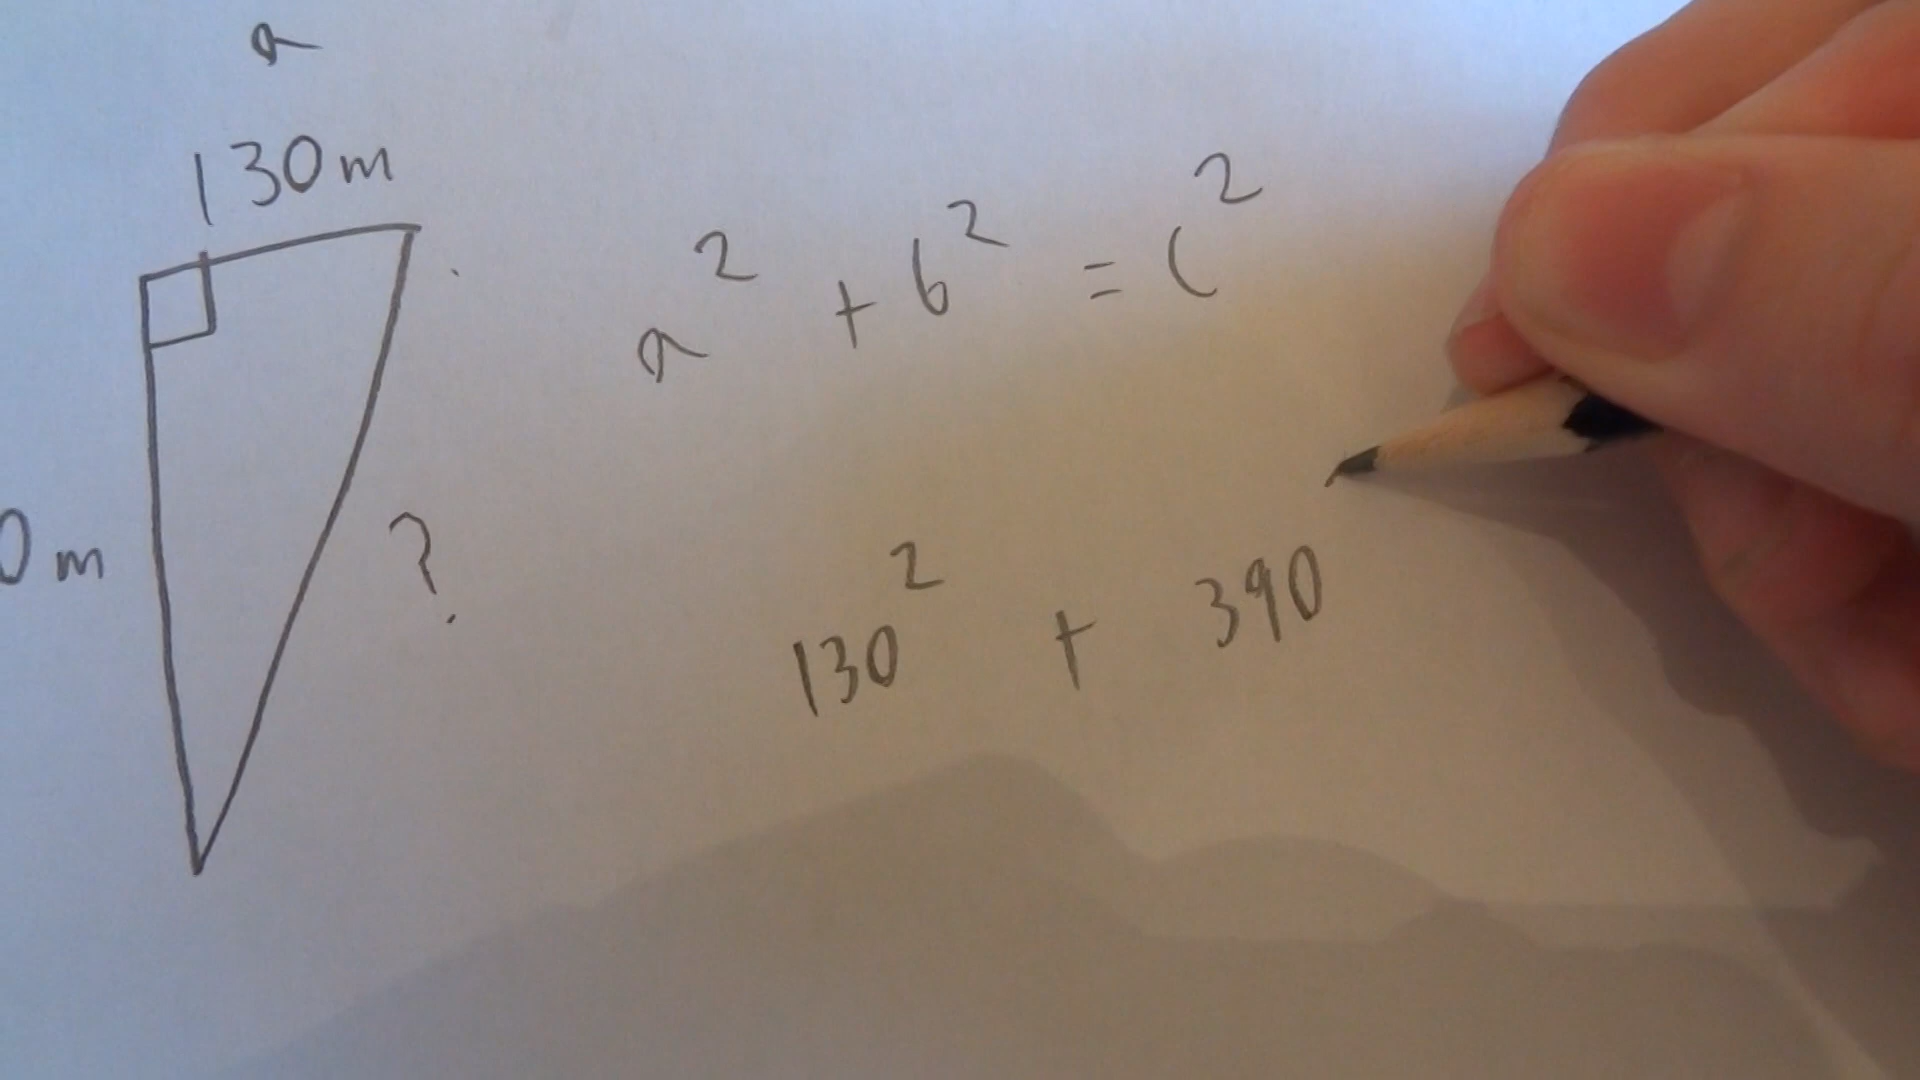 a
130m
a² + b² = c²
0m
?
130² + 390